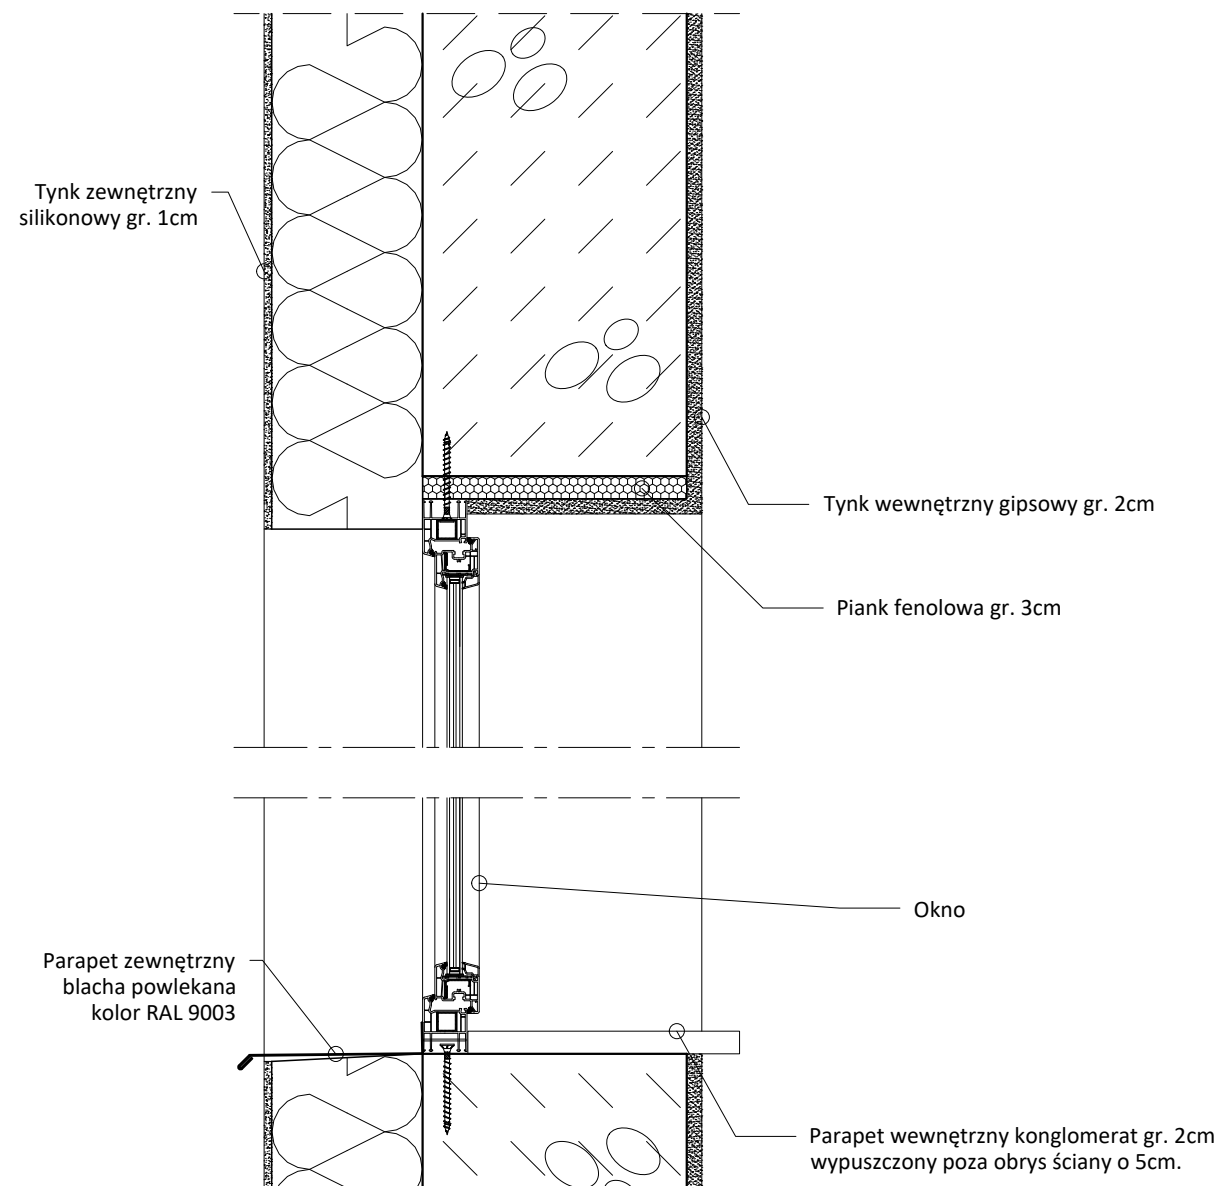 Tynk zewnętrzny
silikonowy gr. 1cm
Tynk wewnętrzny gipsowy gr. 2cm
Piank fenolowa gr. 3cm
Okno
Parapet zewnętrzny
blacha powlekana
kolor RAL 9003
Parapet wewnętrzny konglomerat gr. 2cm
wypuszczony poza obrys ściany o 5cm.